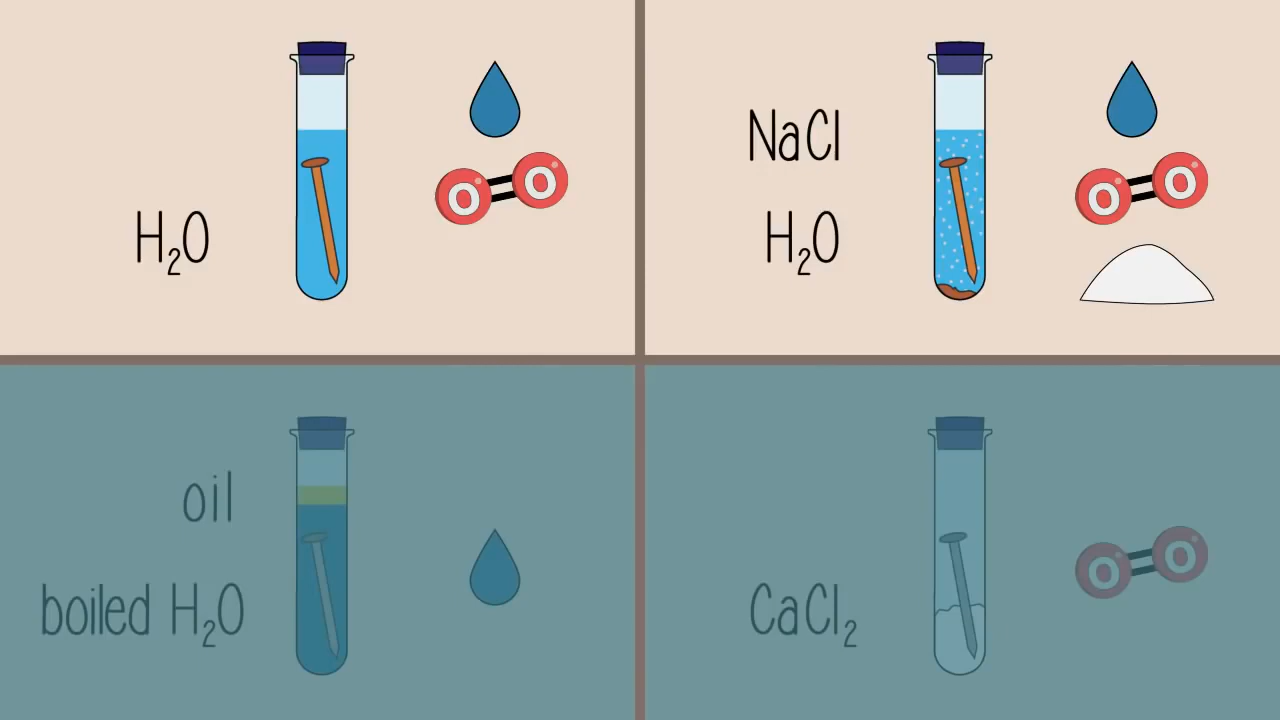 H₂O
O O
NaCl
H₂O
O O
oil
boiled H₂O
CaCl₂
O O